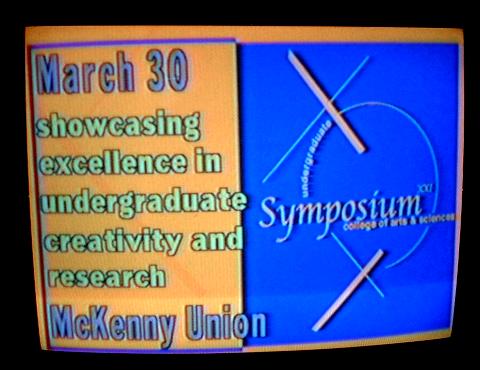 March 30
showcasing
excellence in
undergraduate
creativity and
research
McKenny Union
undergraduate
Symposium XXI
college of arts & sciences